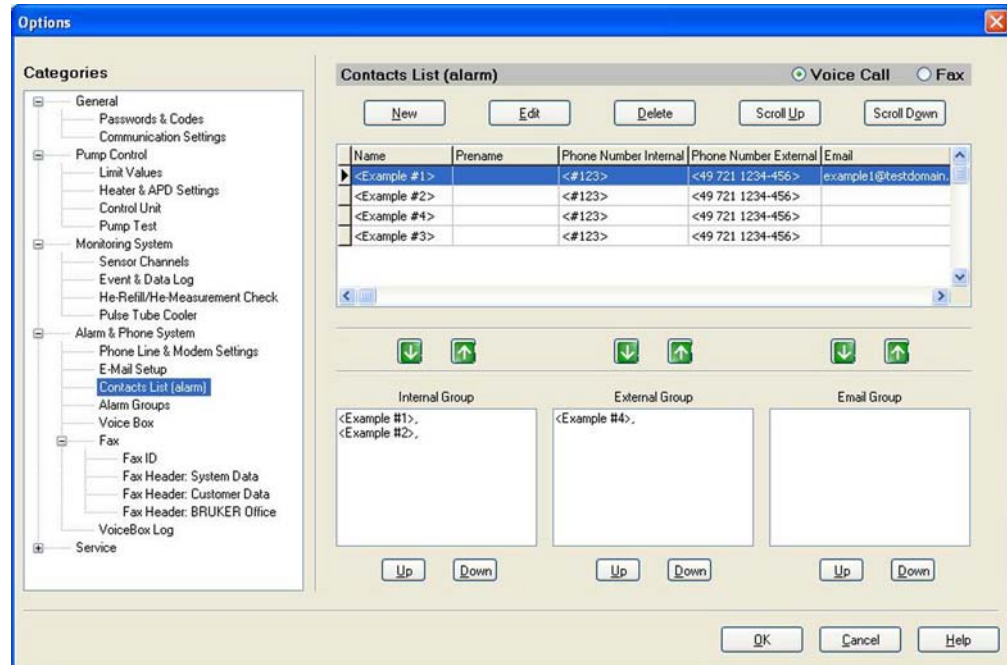 Options
Categories
General
Passwords & Codes
Communication Settings
Pump Control
Limit Values
Heater & APD Settings
Control Unit
Pump Test
Monitoring System
Sensor Channels
Event & Data Log
He-Refill/He-Measurement Check
Pulse Tube Cooler
Alarm & Phone System
Phone Line & Modem Settings
E-Mail Setup
Contacts List (alarm)
Alarm Groups
Voice Box
Fax
Fax ID
Fax Header: System Data
Fax Header: Customer Data
Fax Header: BRUKER Office
VoiceBox Log
Service
Contacts List (alarm) Voice Call Fax
New Edit Delete Scroll Up Scroll Down
Name Prename Phone Number Internal Phone Number External Email
<Example #1> <#123> <49 721 1234-456> example1@testdomain.
<Example #2> <#123> <49 721 1234-456>
<Example #4> <#123> <49 721 1234-456>
<Example #3> <#123> <49 721 1234-456>
Internal Group External Group Email Group
<Example #1>, <Example #4>,
<Example #2>,
Up Down Up Down Up Down
OK Cancel Help